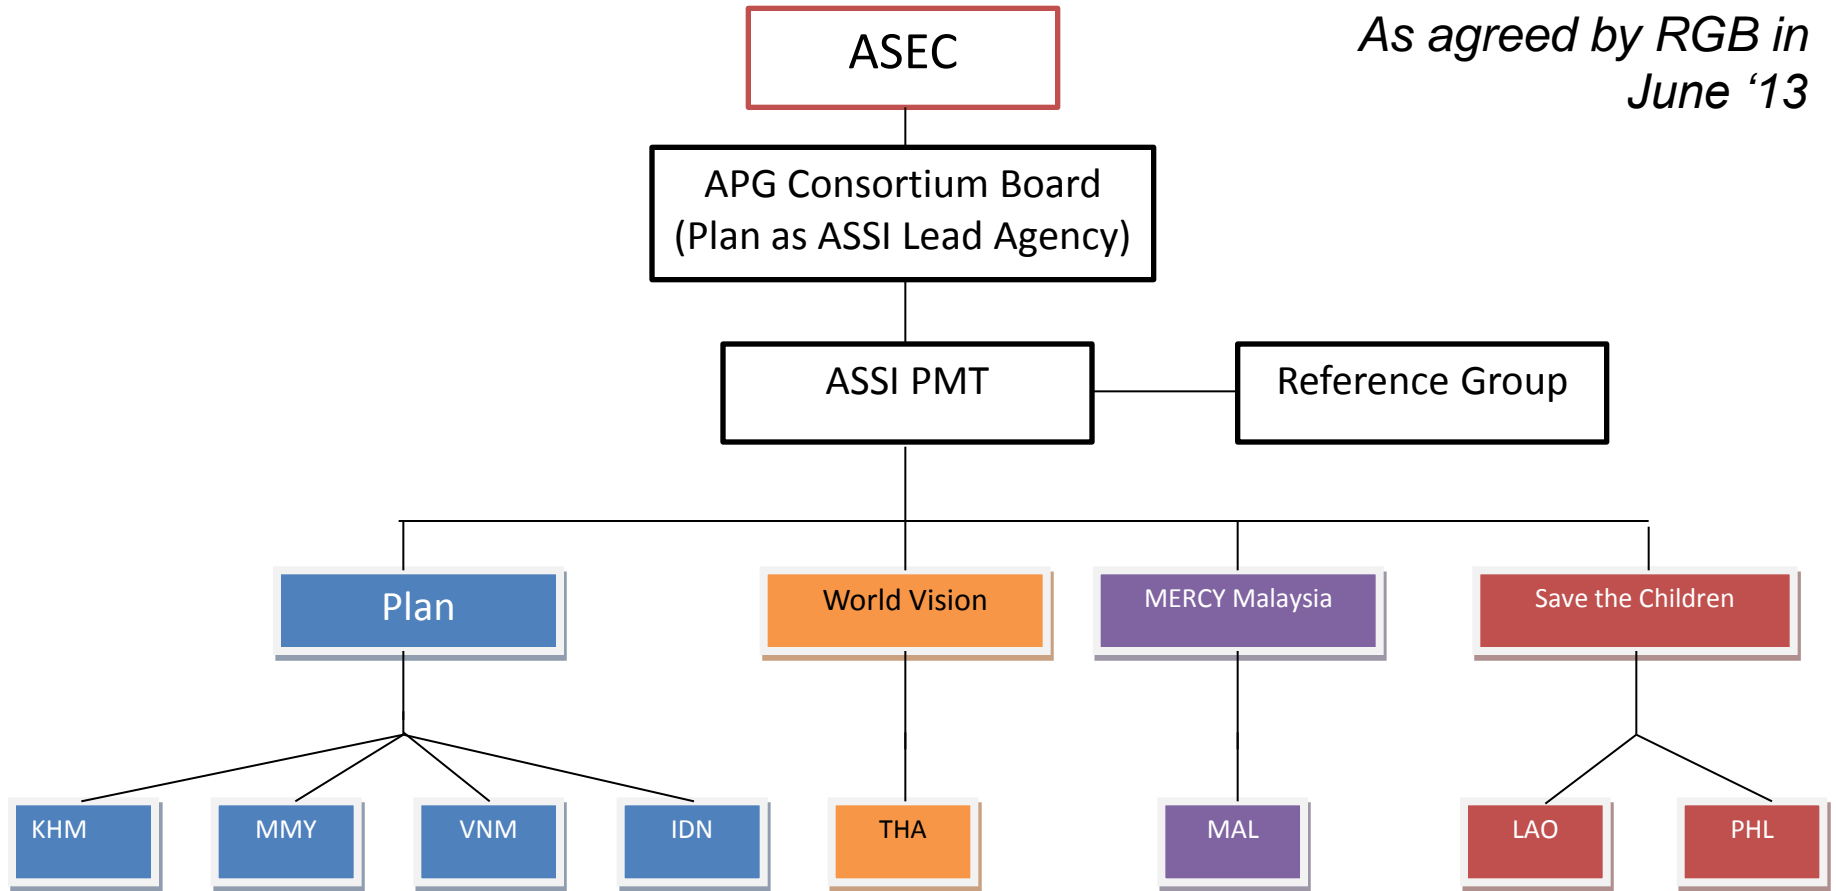 ASEC
As agreed by RGB in
June ‘13
APG Consortium Board
(Plan as ASSI Lead Agency)
ASSI PMT
Reference Group
Plan
World Vision
MERCY Malaysia
Save the Children
KHM
MMY
VNM
IDN
THA
MAL
LAO
PHL